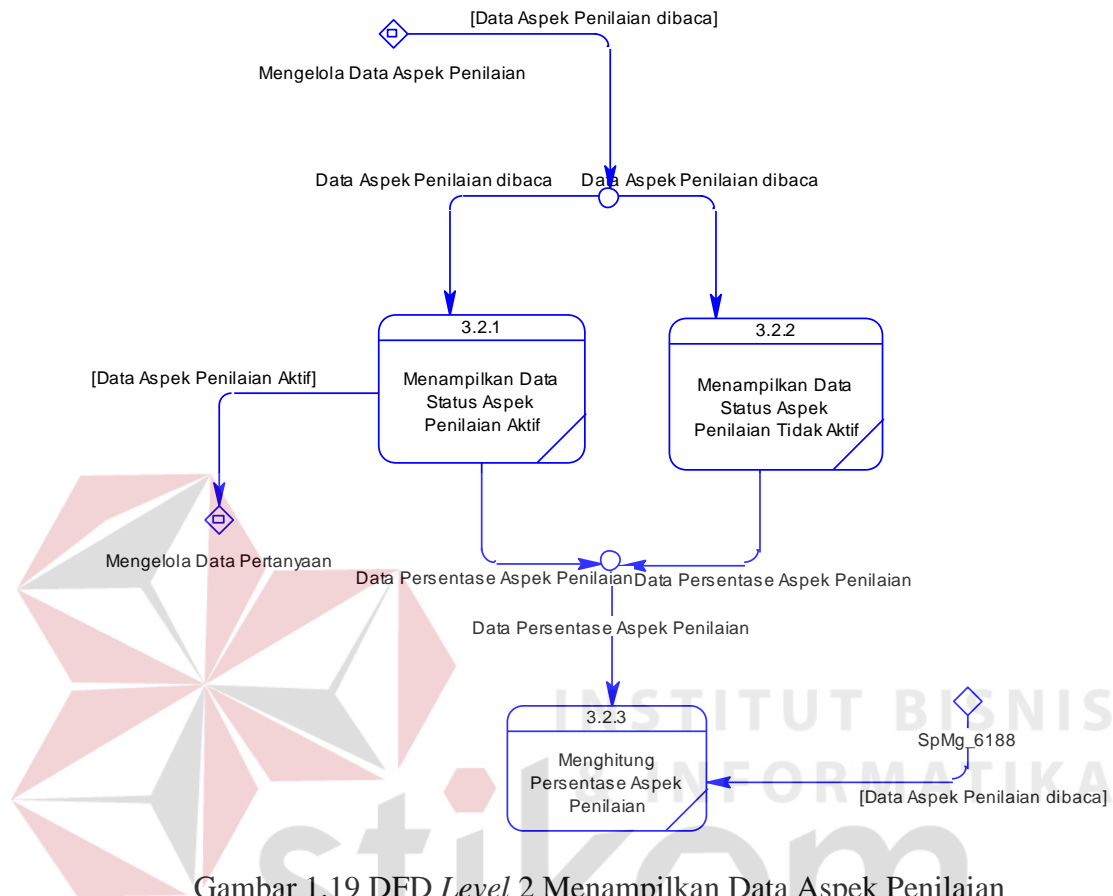 [Data Aspek Penilaian dibaca]
Mengelola Data Aspek Penilaian
Data Aspek Penilaian dibaca
Data Aspek Penilaian dibaca
3.2.1
Menampilkan Data
Status Aspek
Penilaian Aktif
3.2.2
Menampilkan Data
Status Aspek
Penilaian Tidak Aktif
[Data Aspek Penilaian Aktif]
Mengelola Data Pertanyaan
Data Persentase Aspek Penilaian
Data Persentase Aspek Penilaian
Data Persentase Aspek Penilaian
3.2.3
Menghitung
Persentase Aspek
Penilaian
SpMg_6188
[Data Aspek Penilaian dibaca]
INSTITUT BISNIS
& INFORMATIKA
stikom
Gambar 1.19 DFD Level 2 Menampilkan Data Aspek Penilaian